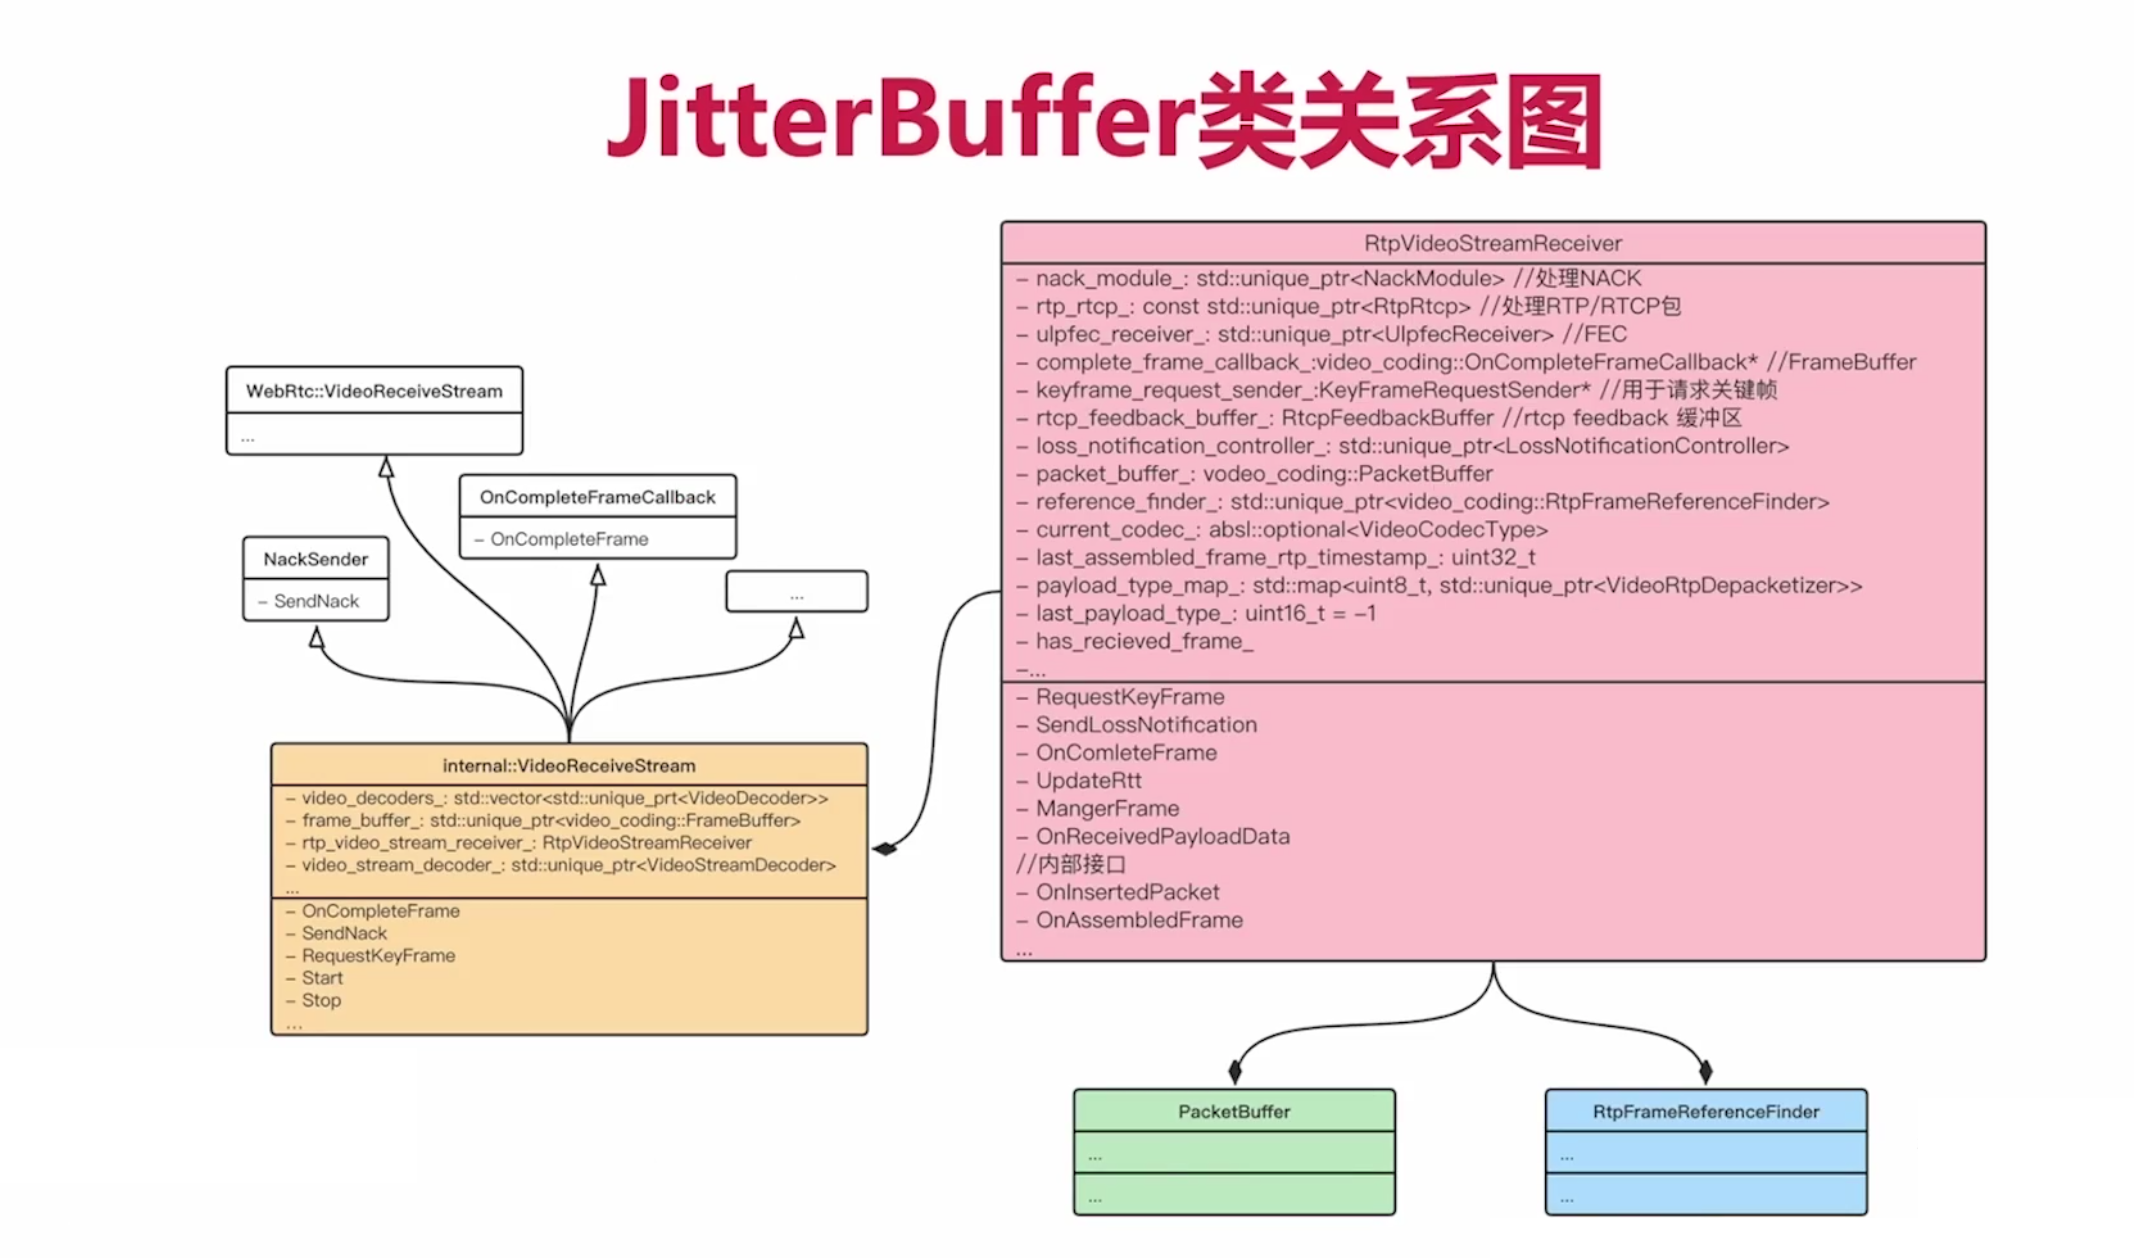 JitterBuffer类关系图
WebRtc::VideoReceiveStream
...
OnCompleteFrameCallback
– OnCompleteFrame
NackSender
– SendNack
...
internal::VideoReceiveStream
– video_decoders_: std::vector<std::unique_prt<VideoDecoder>>
– frame_buffer_: std::unique_ptr<video_coding::FrameBuffer>
– rtp_video_stream_receiver_: RtpVideoStreamReceiver
– video_stream_decoder_: std::unique_ptr<VideoStreamDecoder>
...
– OnCompleteFrame
– SendNack
– RequestKeyFrame
– Start
– Stop
...
RtpVideoStreamReceiver
– nack_module_: std::unique_ptr<NackModule> //处理NACK
– rtp_rtcp_: const std::unique_ptr<RtpRtcp> //处理RTP/RTCP包
– ulpfec_receiver_: std::unique_ptr<UlpfecReceiver> //FEC
– complete_frame_callback_:video_coding::OnCompleteFrameCallback* //FrameBuffer
– keyframe_request_sender_:KeyFrameRequestSender* //用于请求关键帧
– rtcp_feedback_buffer_: RtcpFeedbackBuffer //rtcp feedback 缓冲区
– loss_notification_controller_: std::unique_ptr<LossNotificationController>
– packet_buffer_: vodeo_coding::PacketBuffer
– reference_fnder_: std::unique_ptr<video_coding::RtpFrameReferenceFinder>
– current_codec_: absl::optional<VideoCodecType>
– last_assembled_frame_rtp_timestamp_: uint32_t
– payload_type_map_: std::map<uint8_t, std::unique_ptr<VideoRtpDepacketizer>>
– last_payload_type_: uint16_t = –1
– has_recieved_frame_
–...
– RequestKeyFrame
– SendLossNotification
– OnComleteFrame
– UpdateRtt
– MangerFrame
– OnReceivedPayloadData
//内部接口
– OnInsertedPacket
– OnAssembledFrame
...
PacketBuffer
...
...
RtpFrameReferenceFinder
...
...